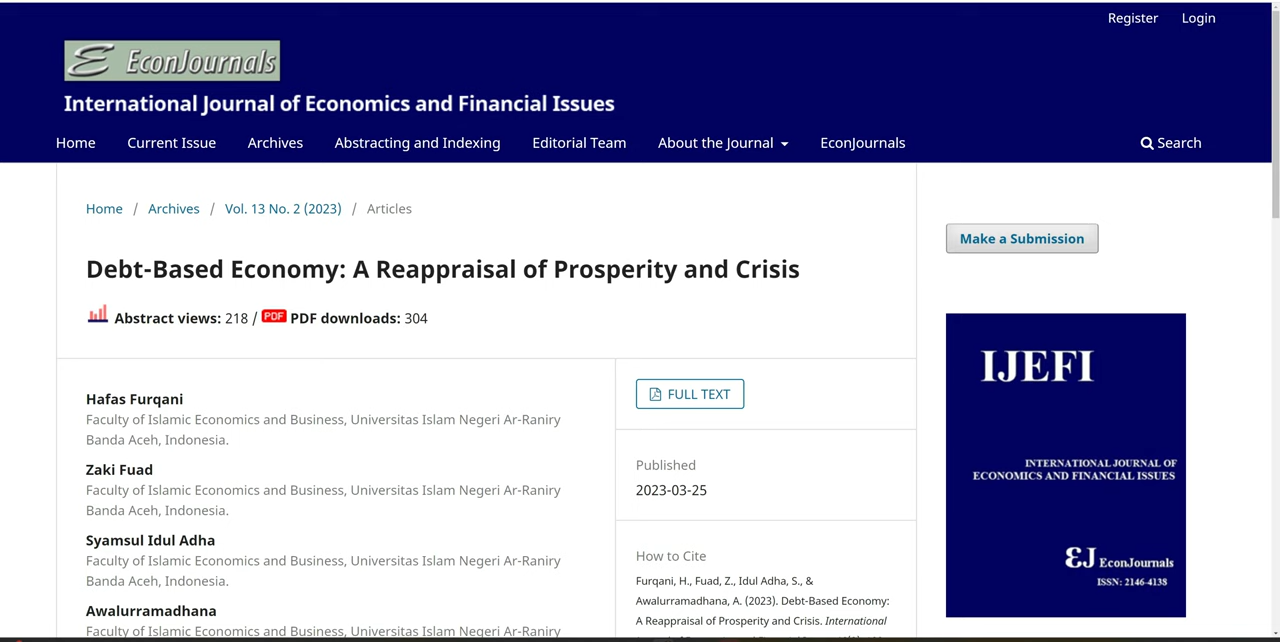 Register Login
EconJournals
International Journal of Economics and Financial Issues
Home Current Issue Archives Abstracting and Indexing Editorial Team About the Journal EconJournals Search
Home / Archives / Vol. 13 No. 2 (2023) / Articles
Make a Submission
Debt-Based Economy: A Reappraisal of Prosperity and Crisis
Abstract views: 218 / PDF PDF downloads: 304
Hafas Furqani
Faculty of Islamic Economics and Business, Universitas Islam Negeri Ar-Raniry
Banda Aceh, Indonesia.
Zaki Fuad
Faculty of Islamic Economics and Business, Universitas Islam Negeri Ar-Raniry
Banda Aceh, Indonesia.
Syamsul Idul Adha
Faculty of Islamic Economics and Business, Universitas Islam Negeri Ar-Raniry
Banda Aceh, Indonesia.
Awalurramadhana
Faculty of Islamic Economics and Business, Universitas Islam Negeri Ar-Raniry
FULL TEXT
Published
2023-03-25
How to Cite
Furqani, H., Fuad, Z., Idul Adha, S., &
Awalurramadhana, A. (2023). Debt-Based Economy:
A Reappraisal of Prosperity and Crisis. International
IJEFI
INTERNATIONAL JOURNAL OF
ECONOMICS AND FINANCIAL ISSUES
EJ EconJournals
ISSN: 2146-4138